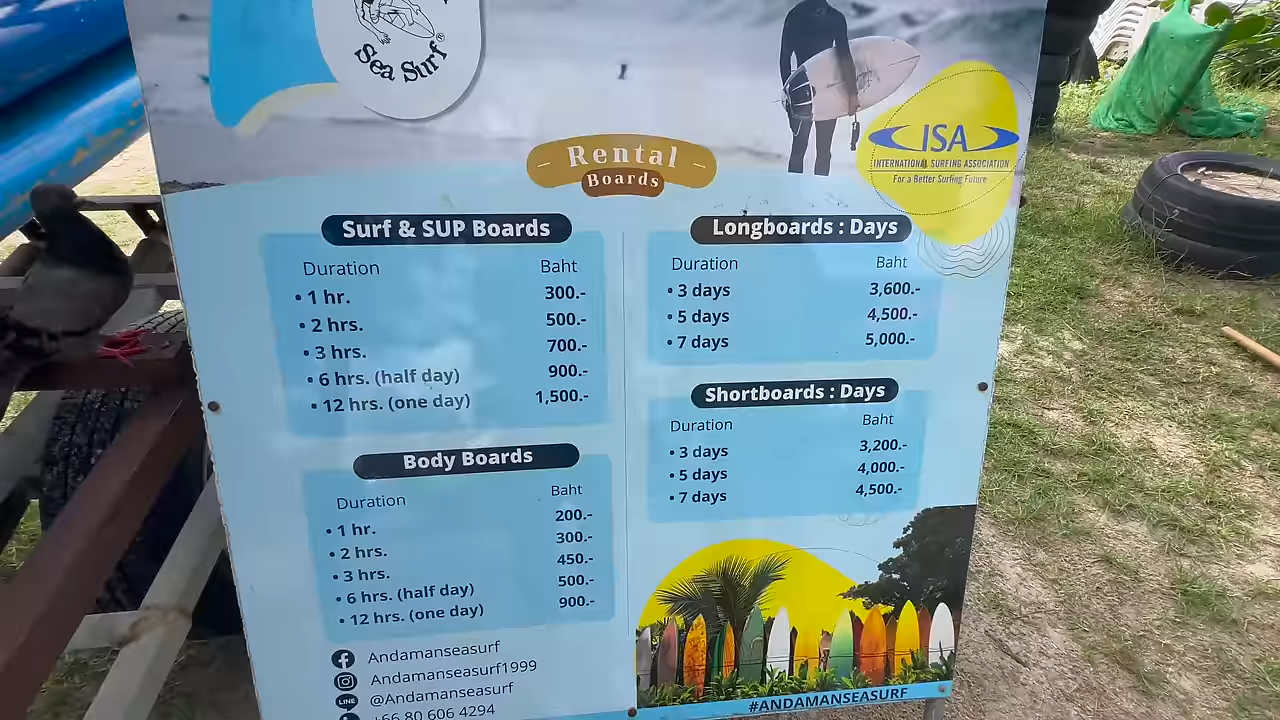 Sea Surf®
ISA
INTERNATIONAL SURFING ASSOCIATION
For a Better Surfing Future
Rental
Boards
Surf & SUP Boards
Duration Baht
• 1 hr. 300.-
• 2 hrs. 500.-
• 3 hrs. 700.-
• 6 hrs. (half day) 900.-
• 12 hrs. (one day) 1,500.-
Body Boards
Duration Baht
• 1 hr. 200.-
• 2 hrs. 300.-
• 3 hrs. 450.-
• 6 hrs. (half day) 500.-
• 12 hrs. (one day) 900.-
Andamanseasurf
Andamanseasurf1999
LINE @Andamanseasurf
+66 80 606 4294
Longboards : Days
Duration Baht
• 3 days 3,600.-
• 5 days 4,500.-
• 7 days 5,000.-
Shortboards : Days
Duration Baht
• 3 days 3,200.-
• 5 days 4,000.-
• 7 days 4,500.-
#ANDAMANSEASURF